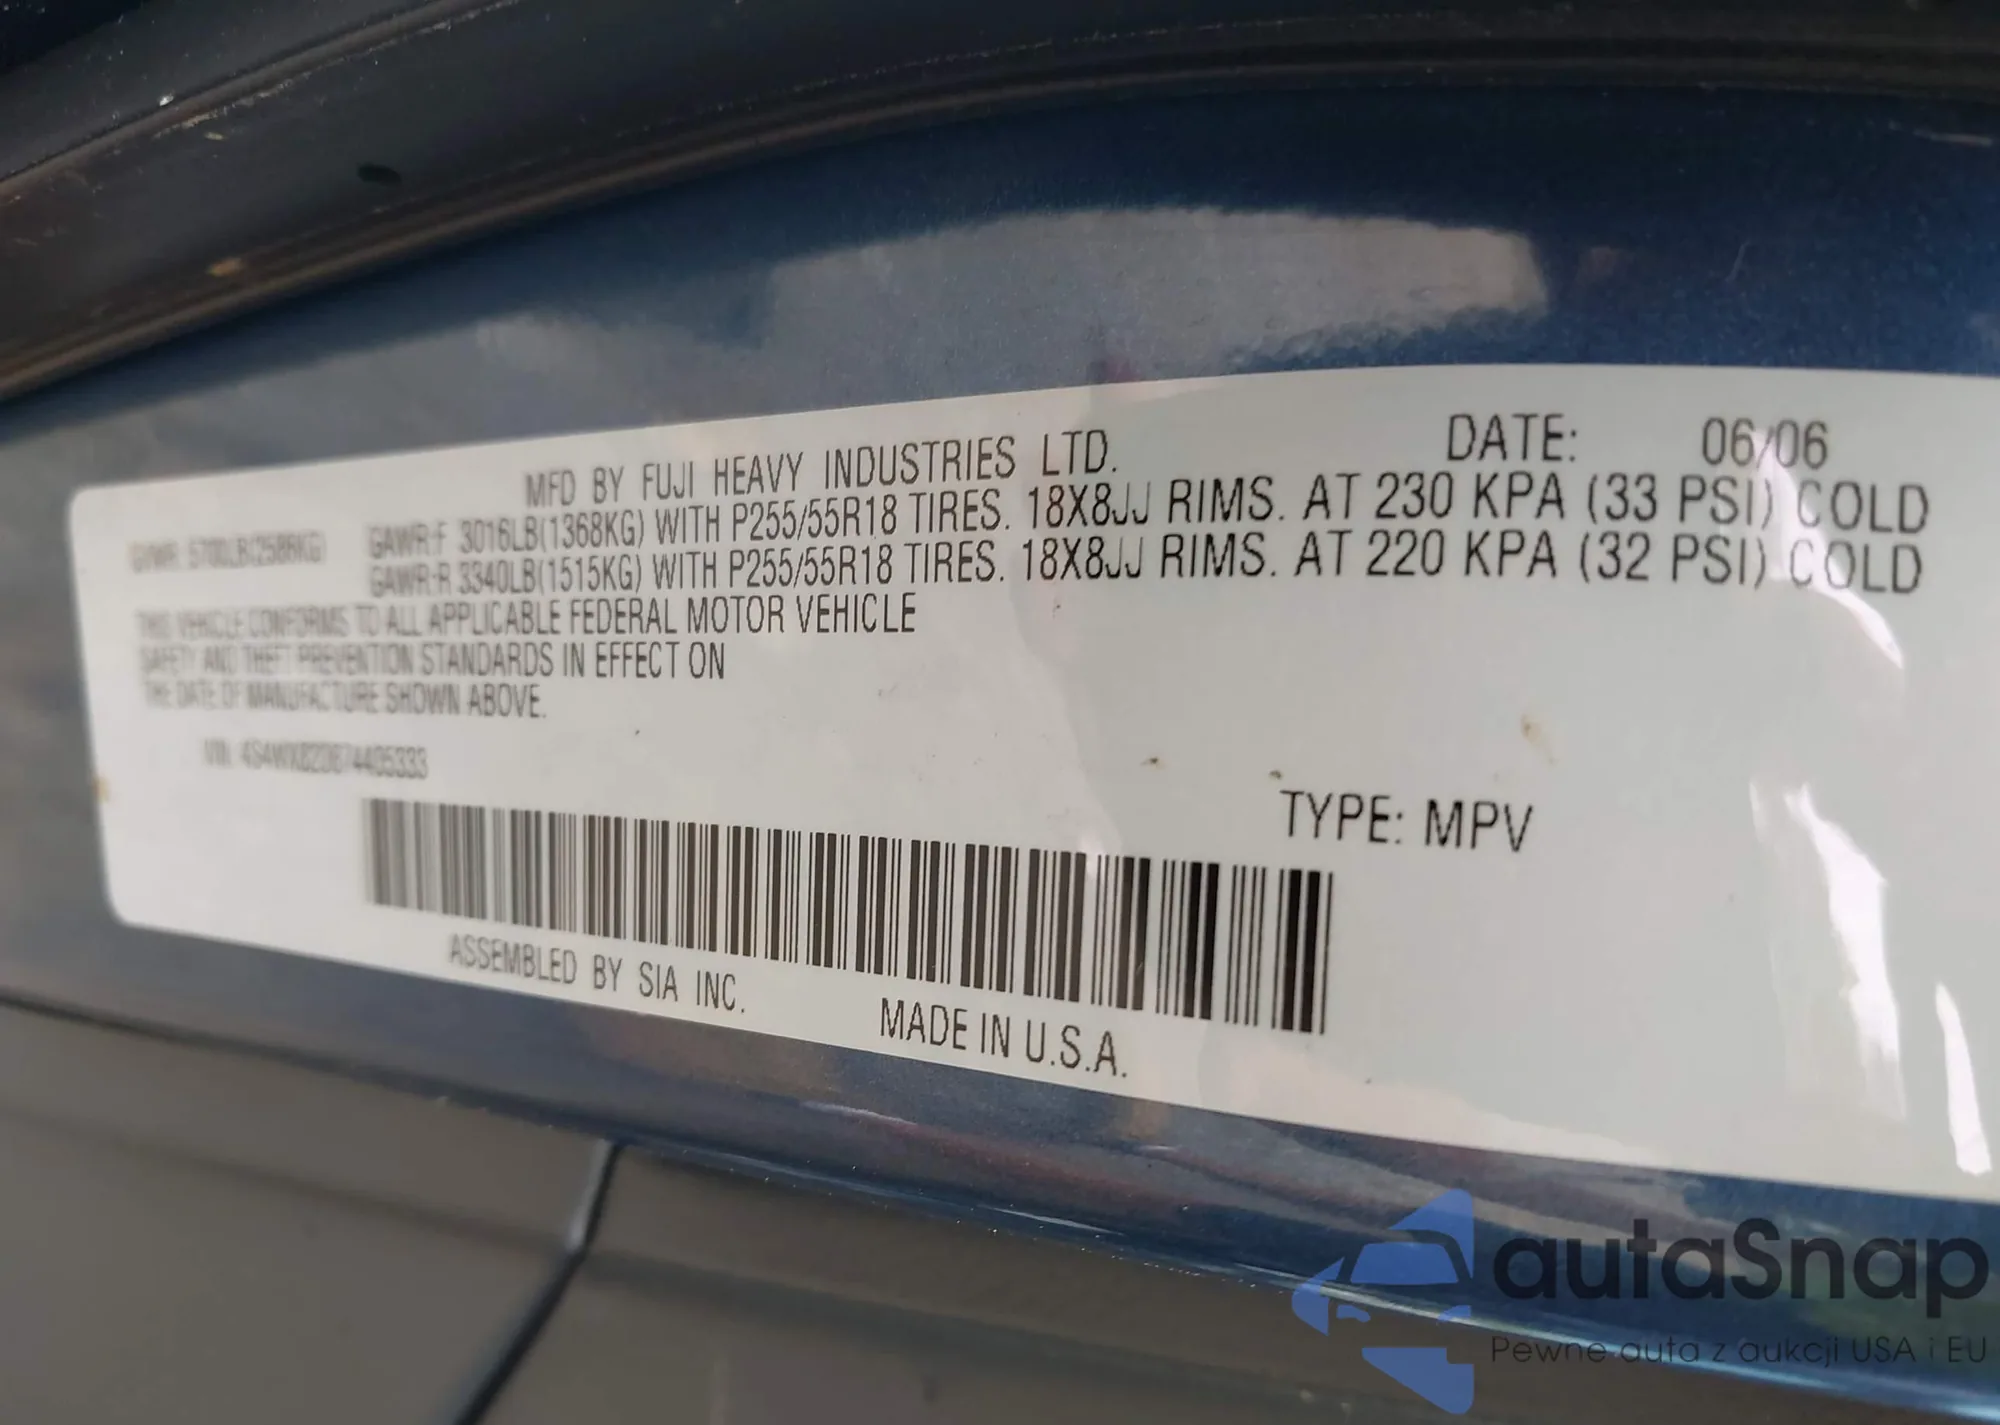 MFD BY FUJI HEAVY INDUSTRIES LTD. DATE: 06/06
GVWR: 5700LB(2586KG) GAWR:F 3016LB(1368KG) WITH P255/55R18 TIRES. 18X8JJ RIMS. AT 230 KPA (33 PSI) COLD
GAWR:R 3340LB(1515KG) WITH P255/55R18 TIRES. 18X8JJ RIMS. AT 220 KPA (32 PSI) COLD
THIS VEHICLE CONFORMS TO ALL APPLICABLE FEDERAL MOTOR VEHICLE
SAFETY AND THEFT PREVENTION STANDARDS IN EFFECT ON
THE DATE OF MANUFACTURE SHOWN ABOVE.
VIN:
TYPE: MPV
ASSEMBLED BY SIA INC.
MADE IN U.S.A.
autaSnap
Pewne auta z aukcji USA i EU